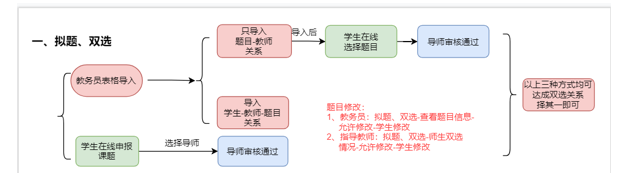 一、拟题、双选
只导入
题目-教师
关系
导入后
学生在线
选择题目
导师审核通过
教务员表格导入
导入
学生-教师-题目
关系
学生在线申报
课题
选择导师
导师审核通过
题目修改：
1、教务员：拟题、双选-查看题目信息-
允许修改-学生修改
2、指导教师：拟题、双选-师生双选
情况-允许修改-学生修改
以上三种方式均可
达成双选关系
择其一即可